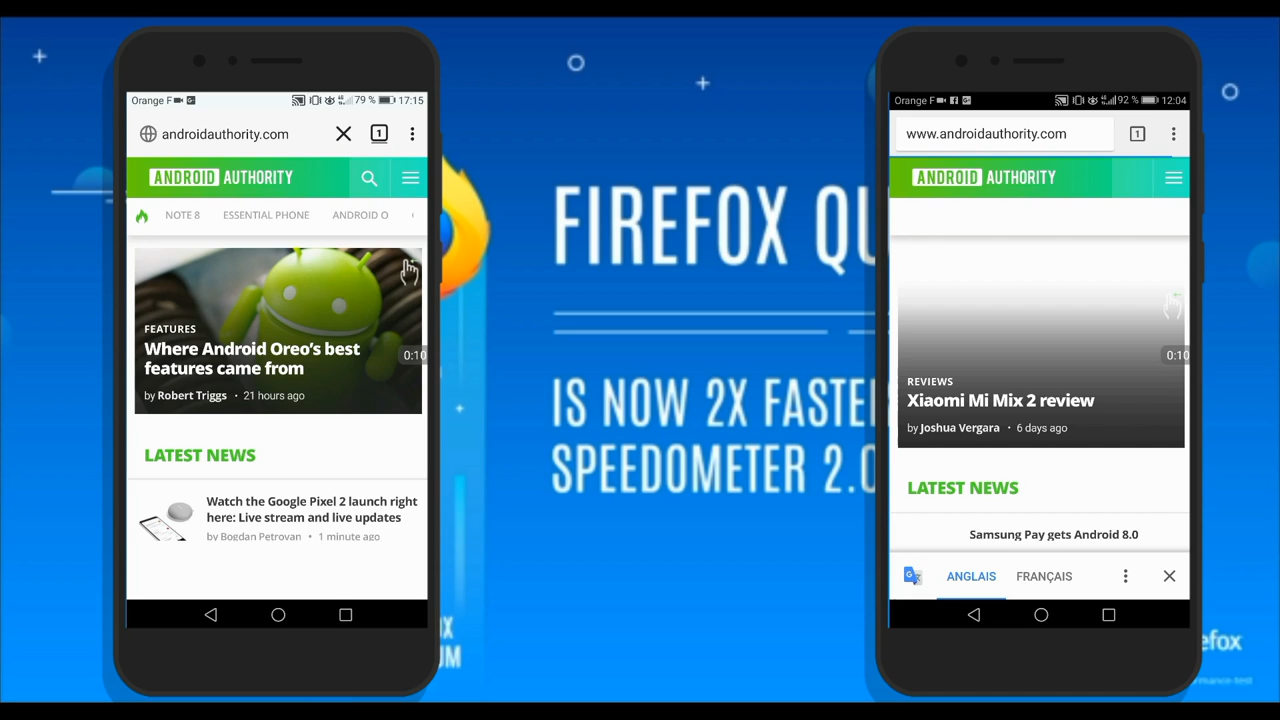 Orange F 79 % 17:15
androidauthority.com 1
ANDROID AUTHORITY
NOTE 8 ESSENTIAL PHONE ANDROID O
FEATURES
Where Android Oreo's best
features came from
0:10
by Robert Triggs • 21 hours ago
LATEST NEWS
Watch the Google Pixel 2 launch right
here: Live stream and live updates
by Bogdan Petrovan • 1 minute ago
FIREFOX QU
IS NOW 2X FASTE
SPEEDOMETER 2.0
X
UM
Orange F 92 % 12:04
www.androidauthority.com 1
ANDROID AUTHORITY
0:10
REVIEWS
Xiaomi Mi Mix 2 review
by Joshua Vergara • 6 days ago
LATEST NEWS
Samsung Pay gets Android 8.0
ANGLAIS FRANÇAIS
efox